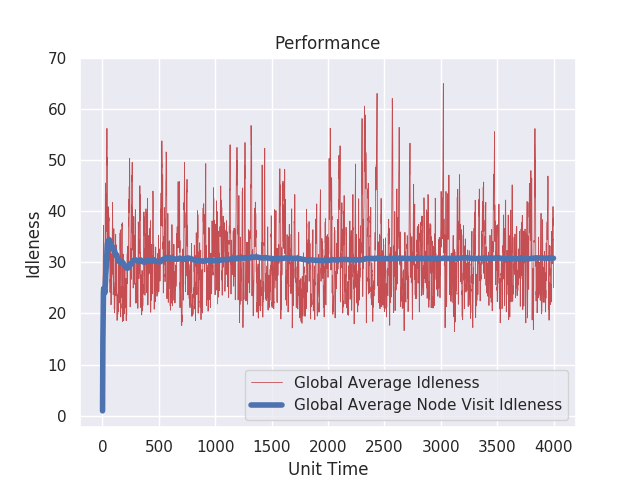 Performance
70
60
50
40
30
20
10
0
Idleness
0 500 1000 1500 2000 2500 3000 3500 4000
Unit Time
Global Average Idleness
Global Average Node Visit Idleness